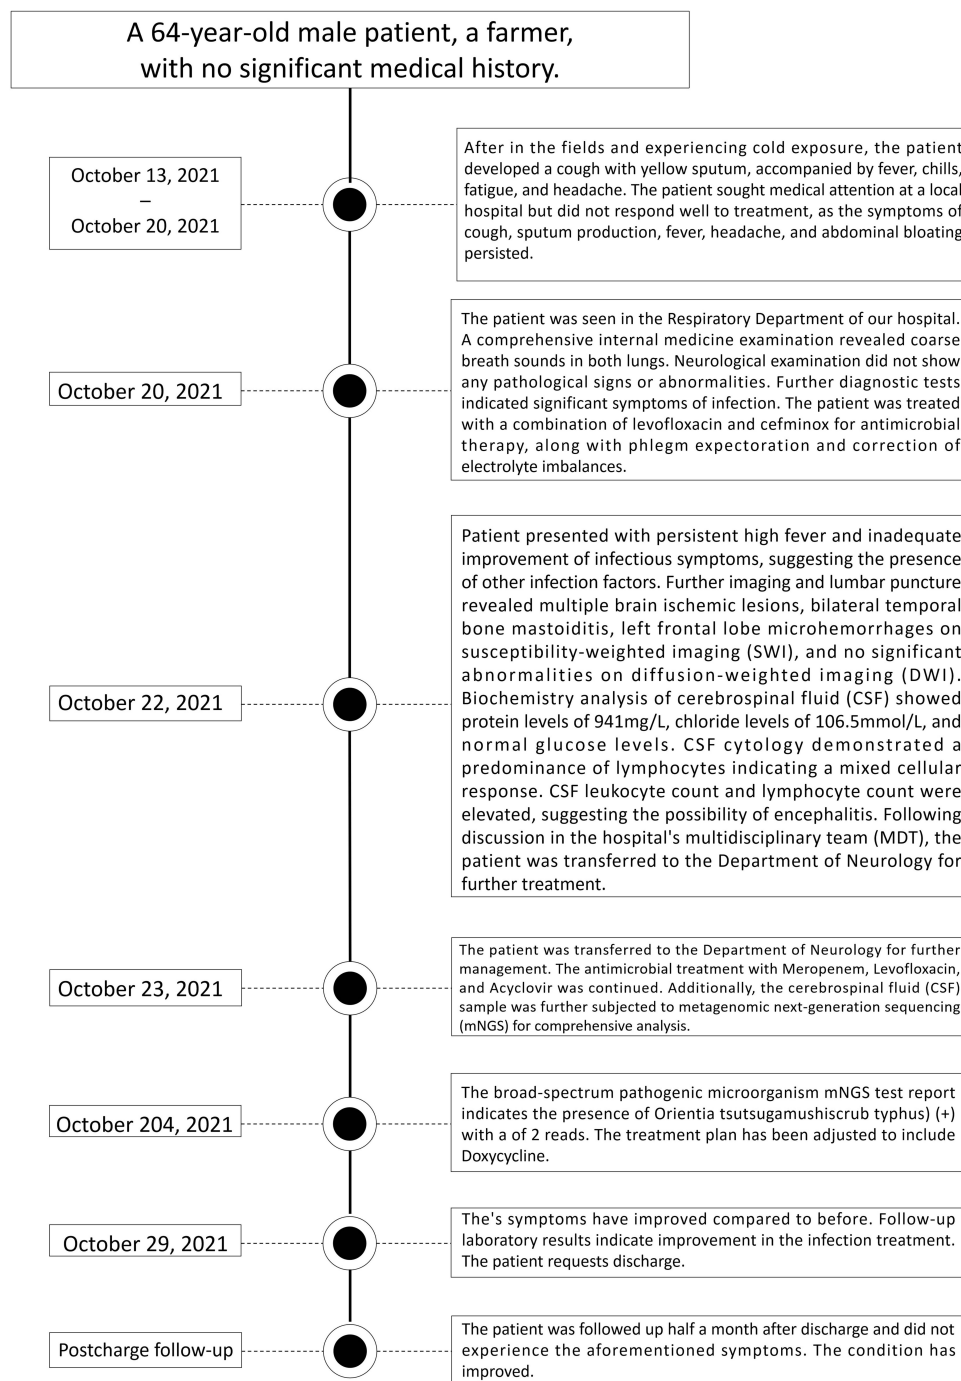 A 64-year-old male patient, a farmer,
with no significant medical history.
October 13, 2021
–
October 20, 2021
After in the fields and experiencing cold exposure, the patient
developed a cough with yellow sputum, accompanied by fever, chills,
fatigue, and headache. The patient sought medical attention at a local
hospital but did not respond well to treatment, as the symptoms of
cough, sputum production, fever, headache, and abdominal bloating
persisted.
October 20, 2021
The patient was seen in the Respiratory Department of our hospital.
A comprehensive internal medicine examination revealed coarse
breath sounds in both lungs. Neurological examination did not show
any pathological signs or abnormalities. Further diagnostic tests
indicated significant symptoms of infection. The patient was treated
with a combination of levofloxacin and cefminox for antimicrobial
therapy, along with phlegm expectoration and correction of
electrolyte imbalances.
October 22, 2021
Patient presented with persistent high fever and inadequate
improvement of infectious symptoms, suggesting the presence
of other infection factors. Further imaging and lumbar puncture
revealed multiple brain ischemic lesions, bilateral temporal
bone mastoiditis, left frontal lobe microhemorrhages on
susceptibility-weighted imaging (SWI), and no significant
abnormalities on diffusion-weighted imaging (DWI).
Biochemistry analysis of cerebrospinal fluid (CSF) showed
protein levels of 941mg/L, chloride levels of 106.5mmol/L, and
normal glucose levels. CSF cytology demonstrated a
predominance of lymphocytes indicating a mixed cellular
response. CSF leukocyte count and lymphocyte count were
elevated, suggesting the possibility of encephalitis. Following
discussion in the hospital's multidisciplinary team (MDT), the
patient was transferred to the Department of Neurology for
further treatment.
October 23, 2021
The patient was transferred to the Department of Neurology for further
management. The antimicrobial treatment with Meropenem, Levofloxacin,
and Acyclovir was continued. Additionally, the cerebrospinal fluid (CSF)
sample was further subjected to metagenomic next-generation sequencing
(mNGS) for comprehensive analysis.
October 204, 2021
The broad-spectrum pathogenic microorganism mNGS test report
indicates the presence of Orientia tsutsugamushiscrub typhus) (+)
with a of 2 reads. The treatment plan has been adjusted to include
Doxycycline.
October 29, 2021
The's symptoms have improved compared to before. Follow-up
laboratory results indicate improvement in the infection treatment.
The patient requests discharge.
Postcharge follow-up
The patient was followed up half a month after discharge and did not
experience the aforementioned symptoms. The condition has
improved.